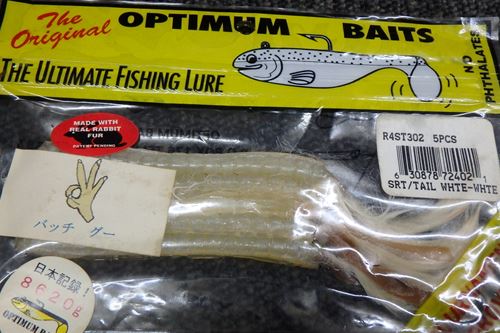 The
Original
OPTIMUM BAITS
THE ULTIMATE FISHING LURE
NO PHTHALATES
MADE WITH
REAL RABBIT
FUR
PATENT PENDING
R4ST302 5PCS
6 30878 72402 1
SRT/TAIL WHTE-WHTE
バッチ グー
日本記録!
8620g
OPTIMUM